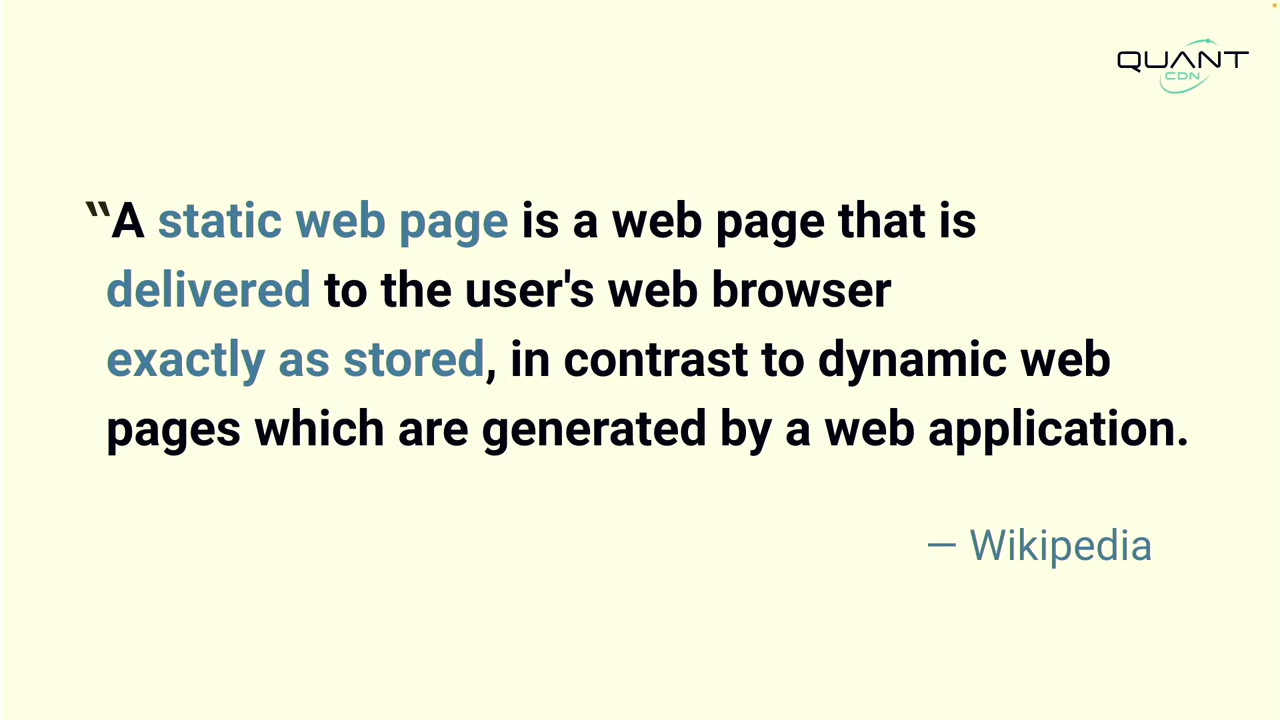 QUANT
CDN
‟A static web page is a web page that is
delivered to the user's web browser
exactly as stored, in contrast to dynamic web
pages which are generated by a web application.
— Wikipedia